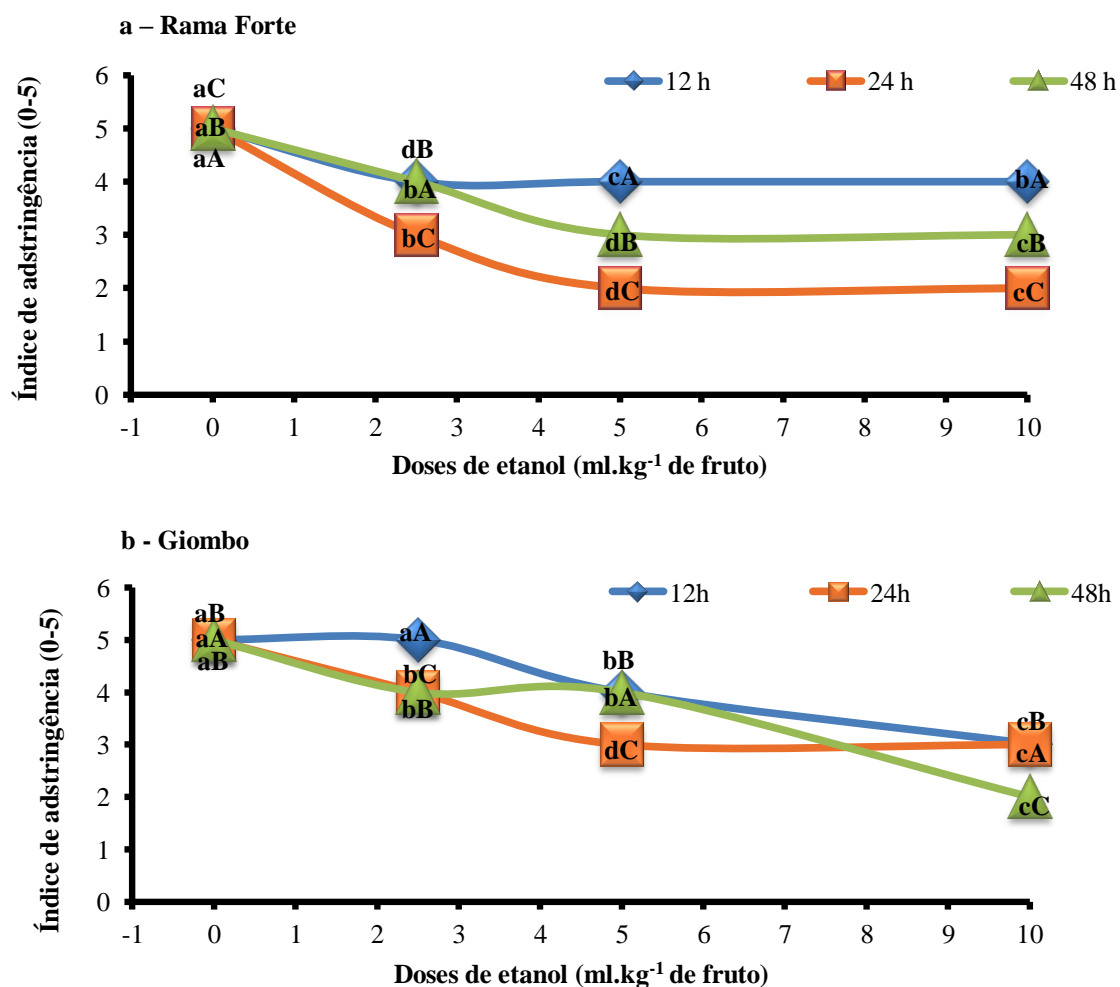 a – Rama Forte
12 h 24 h 48 h
Índice de adstringência (0-5)
6
5
4
3
2
1
0
aC
aB
aA
dB
bA
bC
cA
dB
dC
bA
cB
cC
-1 0 1 2 3 4 5 6 7 8 9 10
Doses de etanol (ml.kg⁻¹ de fruto)
b - Giombo
12h 24h 48h
Índice de adstringência (0-5)
6
5
4
3
2
1
0
aB
aA
aB
aA
bC
bB
bB
bA
dC
cB
cA
cC
-1 0 1 2 3 4 5 6 7 8 9 10
Doses de etanol (ml.kg⁻¹ de fruto)